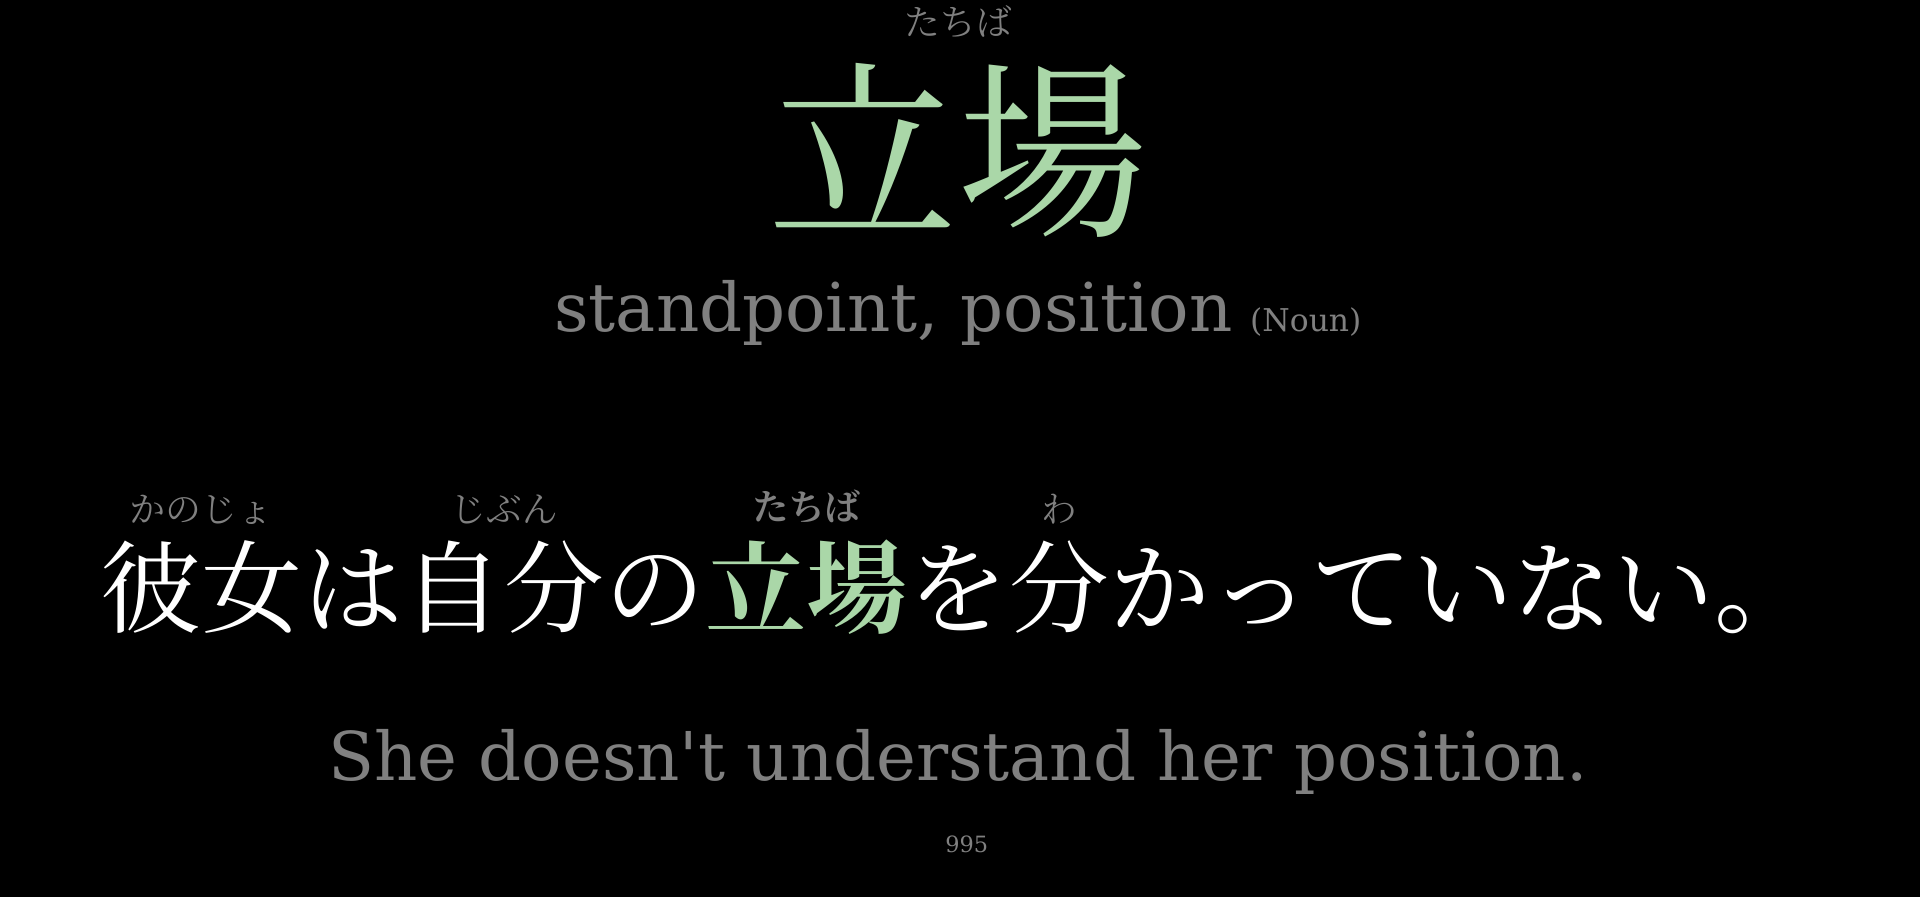 たちば
立場
standpoint, position (Noun)
かのじょ じぶん たちば わ
彼女は自分の立場を分かっていない。
She doesn't understand her position.
995